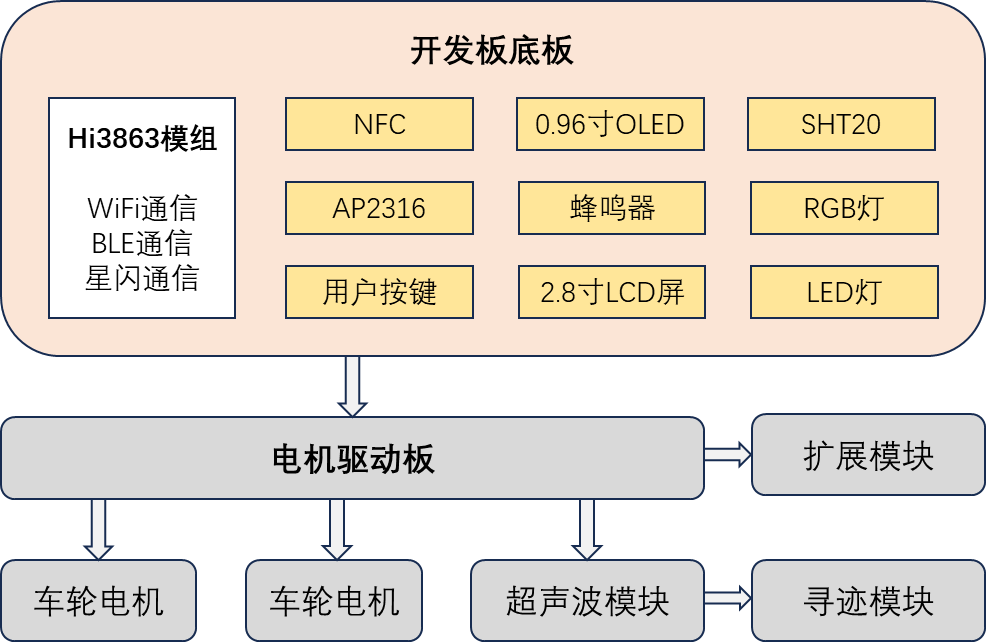 开发板底板
Hi3863模组
WiFi通信
BLE通信
星闪通信
NFC
0.96寸OLED
SHT20
AP2316
蜂鸣器
RGB灯
用户按键
2.8寸LCD屏
LED灯
电机驱动板
扩展模块
车轮电机
车轮电机
超声波模块
寻迹模块